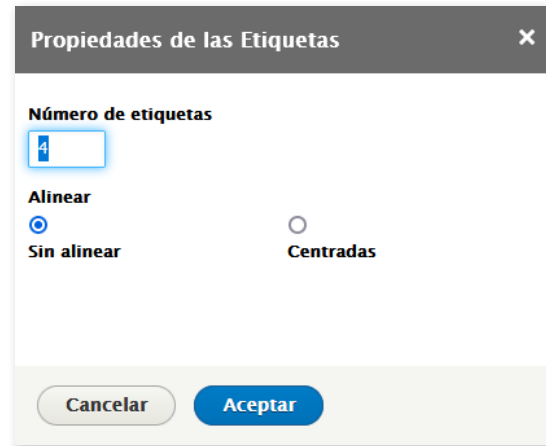 Propiedades de las Etiquetas
Número de etiquetas
4
Alinear
Sin alinear Centradas
Cancelar Aceptar